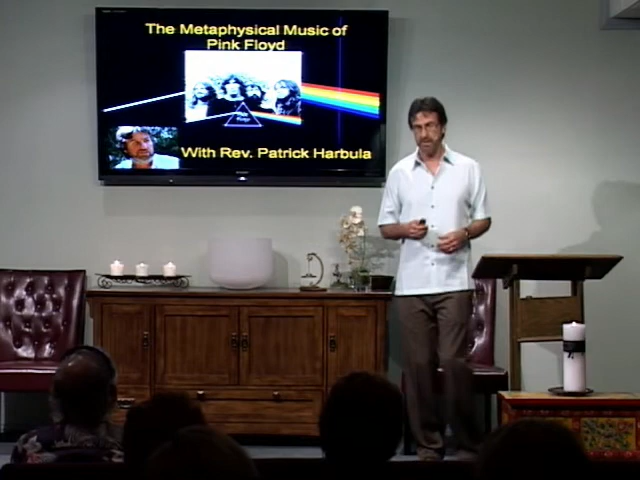 The Metaphysical Music of
Pink Floyd
With Rev. Patrick Harbula